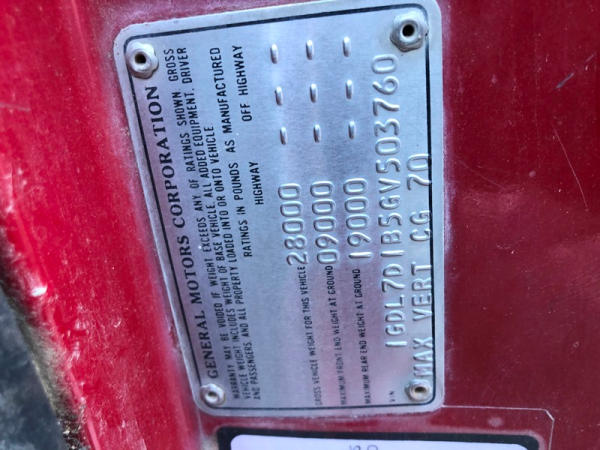 GENERAL MOTORS CORPORATION
WARRANTY MAY BE VOIDED IF WEIGHT EXCEEDS ANY OF RATINGS SHOWN GROSS
VEHICLE WEIGHT INCLUDES WEIGHT OF BASE VEHICLE, ALL ADDED EQUIPMENT, DRIVER
AND PASSENGERS, AND ALL PROPERTY LOADED INTO OR ONTO VEHICLE
RATINGS IN POUNDS AS MANUFACTURED
HIGHWAY OFF HIGHWAY
GROSS VEHICLE WEIGHT FOR THIS VEHICLE 28000 - - -
MAXIMUM FRONT END WEIGHT AT GROUND 09000 - - -
MAXIMUM REAR END WEIGHT AT GROUND 19000 - - -
VIN 1GDL7D1B5GV503760
MAX VERT CG 70